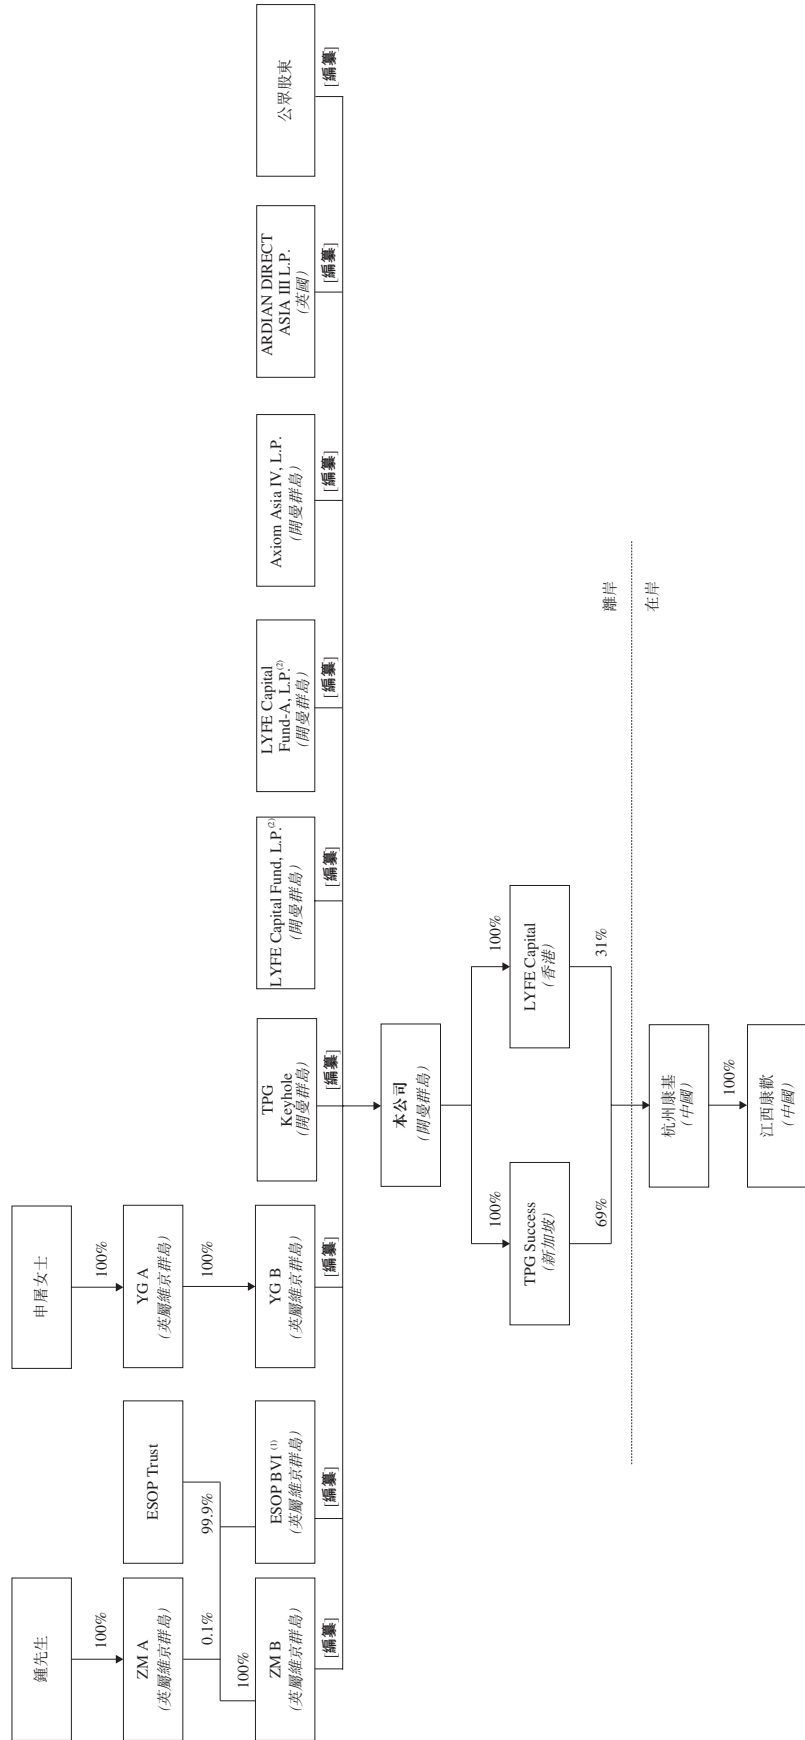 鍾先生
申屠女士
100%
100%
ZM A
(英屬維京群島)
ESOP Trust
YG A
(英屬維京群島)
0.1%
99.9%
100%
100%
ZM B
(英屬維京群島)
ESOP BVI (1)
(英屬維京群島)
YG B
(英屬維京群島)
TPG
Keyhole
(開曼群島)
LYFE Capital Fund, L.P.(2)
(開曼群島)
LYFE Capital
Fund-A, L.P.(2)
(開曼群島)
Axiom Asia IV, L.P.
(開曼群島)
ARDIAN DIRECT
ASIA III L.P.
(英國)
公眾股東
[編纂]
[編纂]
[編纂]
[編纂]
[編纂]
[編纂]
[編纂]
[編纂]
[編纂]
本公司
(開曼群島)
100%
100%
TPG Success
(新加坡)
LYFE Capital
(香港)
69%
31%
離岸
在岸
杭州康基
(中國)
100%
江西康歡
(中國)